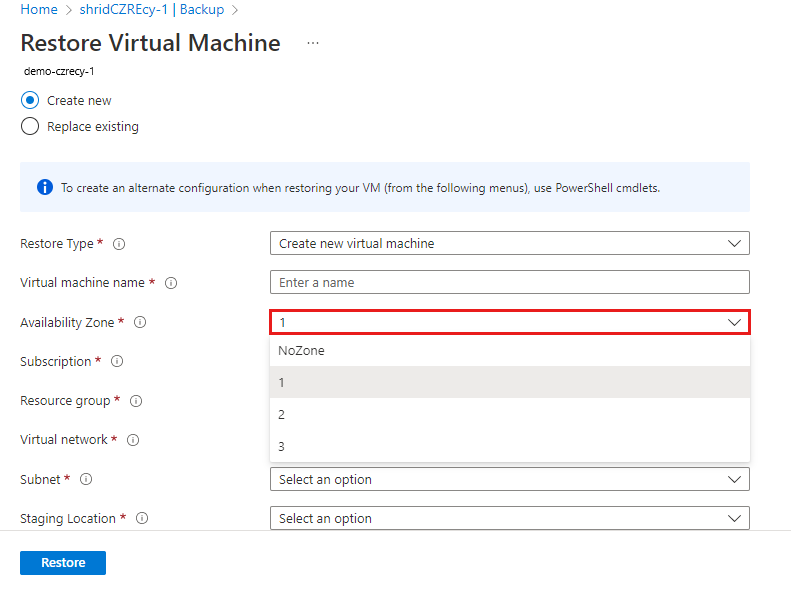 Home > shridCZREcy-1 | Backup >
Restore Virtual Machine ...
demo-czrecy-1
Create new
Replace existing
To create an alternate configuration when restoring your VM (from the following menus), use PowerShell cmdlets.
Restore Type * Create new virtual machine
Virtual machine name * Enter a name
Availability Zone * 1
NoZone
Subscription *
1
Resource group *
2
Virtual network *
3
Subnet * Select an option
Staging Location * Select an option
Restore